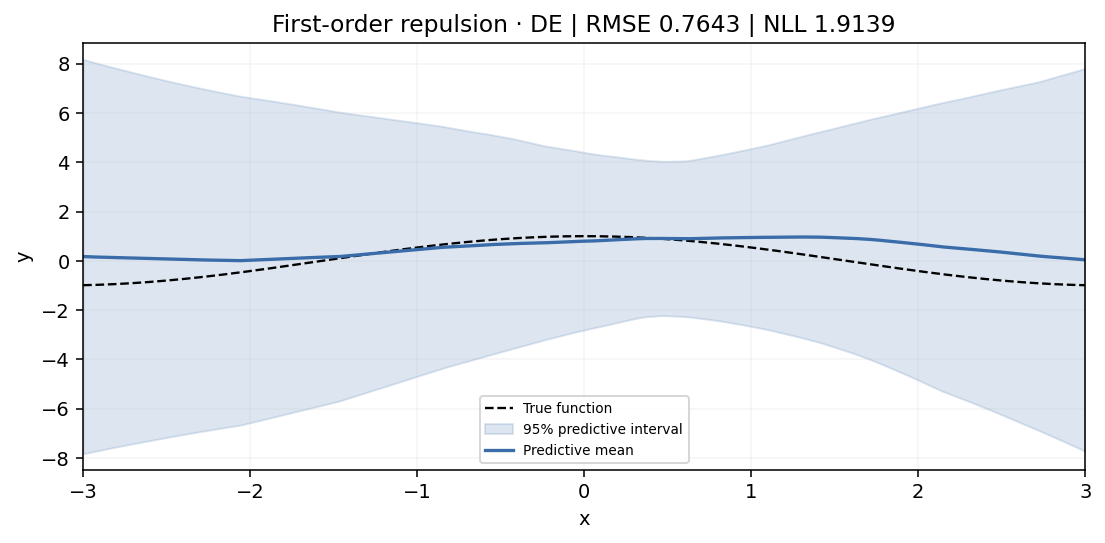 First-order repulsion · DE | RMSE 0.7643 | NLL 1.9139
8
6
4
2
0
−2
−4
−6
−8
y
True function
95% predictive interval
Predictive mean
−3 −2 −1 0 1 2 3
x